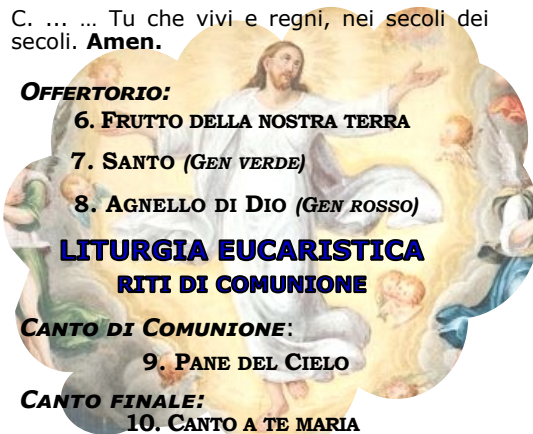 C. ... … Tu che vivi e regni, nei secoli dei
secoli. Amen.
OFFERTORIO:
6. FRUTTO DELLA NOSTRA TERRA
7. SANTO (GEN VERDE)
8. AGNELLO DI DIO (GEN ROSSO)
LITURGIA EUCARISTICA
RITI DI COMUNIONE
CANTO DI COMUNIONE:
9. PANE DEL CIELO
CANTO FINALE:
10. CANTO A TE MARIA